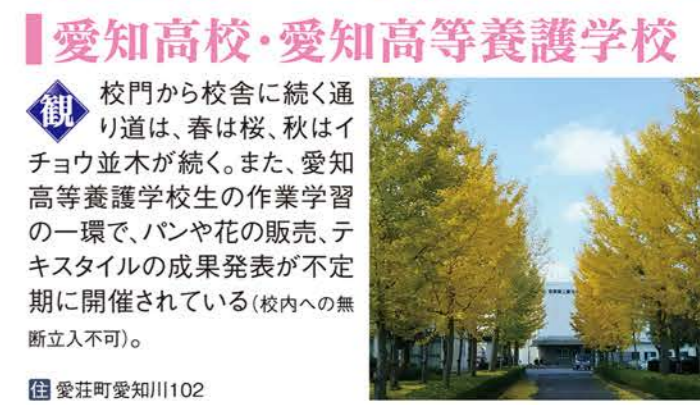 愛知高校・愛知高等養護学校
観
校門から校舎に続く通
り道は、春は桜、秋はイ
チョウ並木が続く。また、愛知
高等養護学校生の作業学習
の一環で、パンや花の販売、テ
キスタイルの成果発表が不定
期に開催されている(校内への無
断立入不可)。
住 愛荘町愛知川102